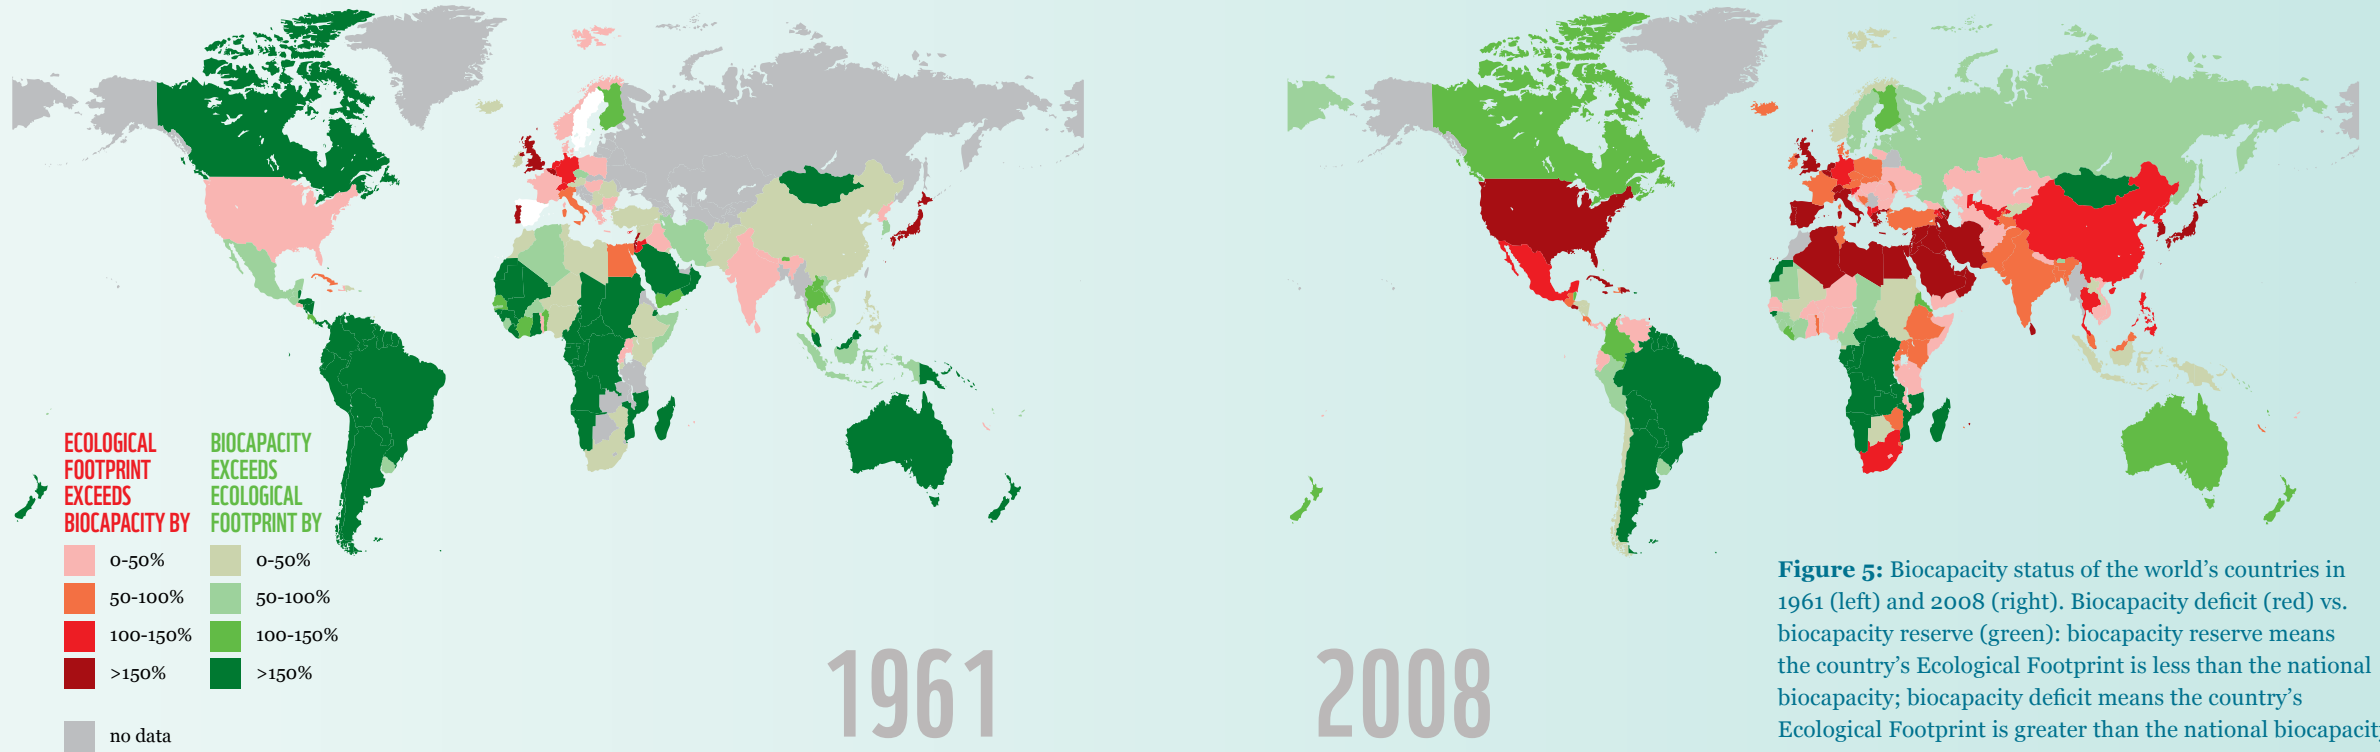 ECOLOGICAL
FOOTPRINT
EXCEEDS
BIOCAPACITY BY
0-50%
50-100%
100-150%
>150%
no data
BIOCAPACITY
EXCEEDS
ECOLOGICAL
FOOTPRINT BY
0-50%
50-100%
100-150%
>150%
1961
2008
Figure 5: Biocapacity status of the world’s countries in
1961 (left) and 2008 (right). Biocapacity deficit (red) vs.
biocapacity reserve (green): biocapacity reserve means
the country’s Ecological Footprint is less than the national
biocapacity; biocapacity deficit means the country’s
Ecological Footprint is greater than the national biocapacit